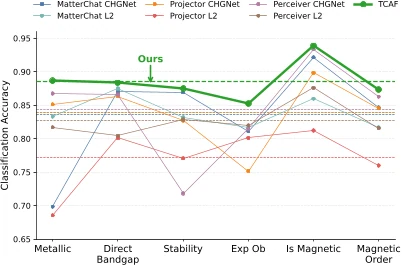 MatterChat CHGNet Projector CHGNet Perceiver CHGNet TCAF
MatterChat L2 Projector L2 Perceiver L2
Classification Accuracy
0.95
0.90
0.85
0.80
0.75
0.70
0.65
Ours
Metallic Direct Bandgap Stability Exp Ob Is Magnetic Magnetic Order